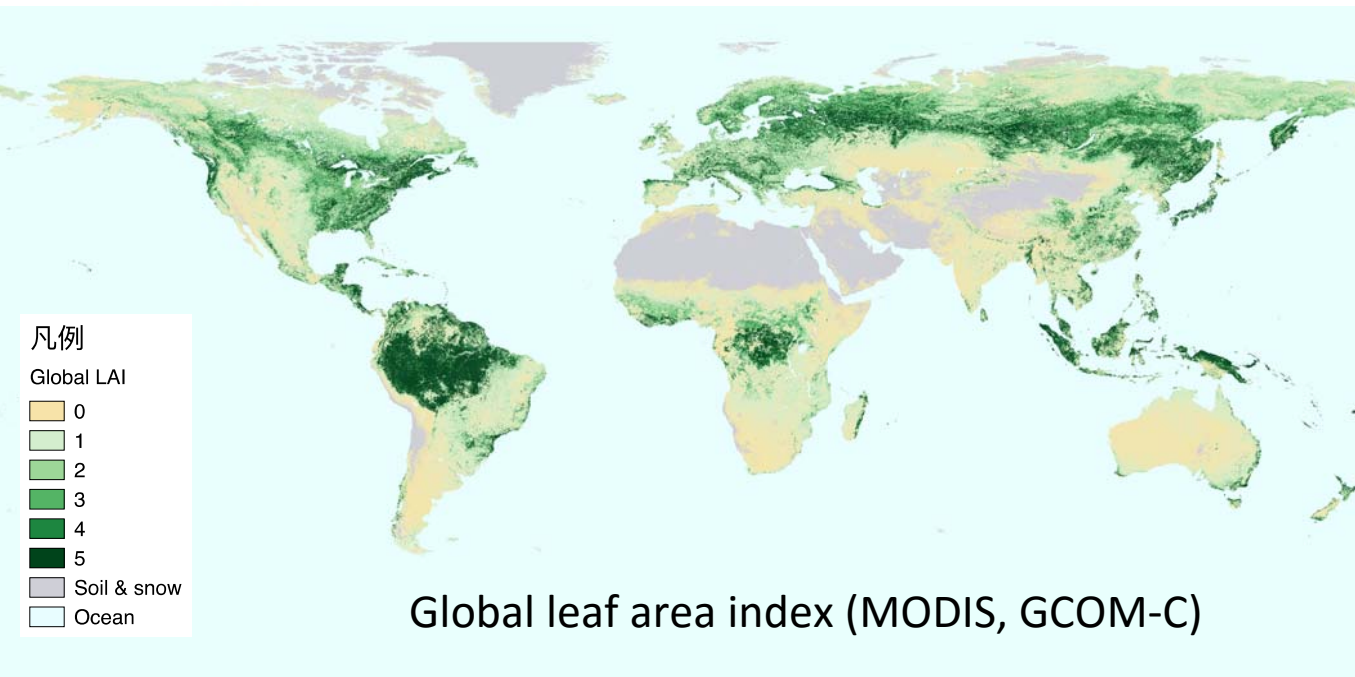 凡例
Global LAI
0
1
2
3
4
5
Soil & snow
Ocean
Global leaf area index (MODIS, GCOM-C)